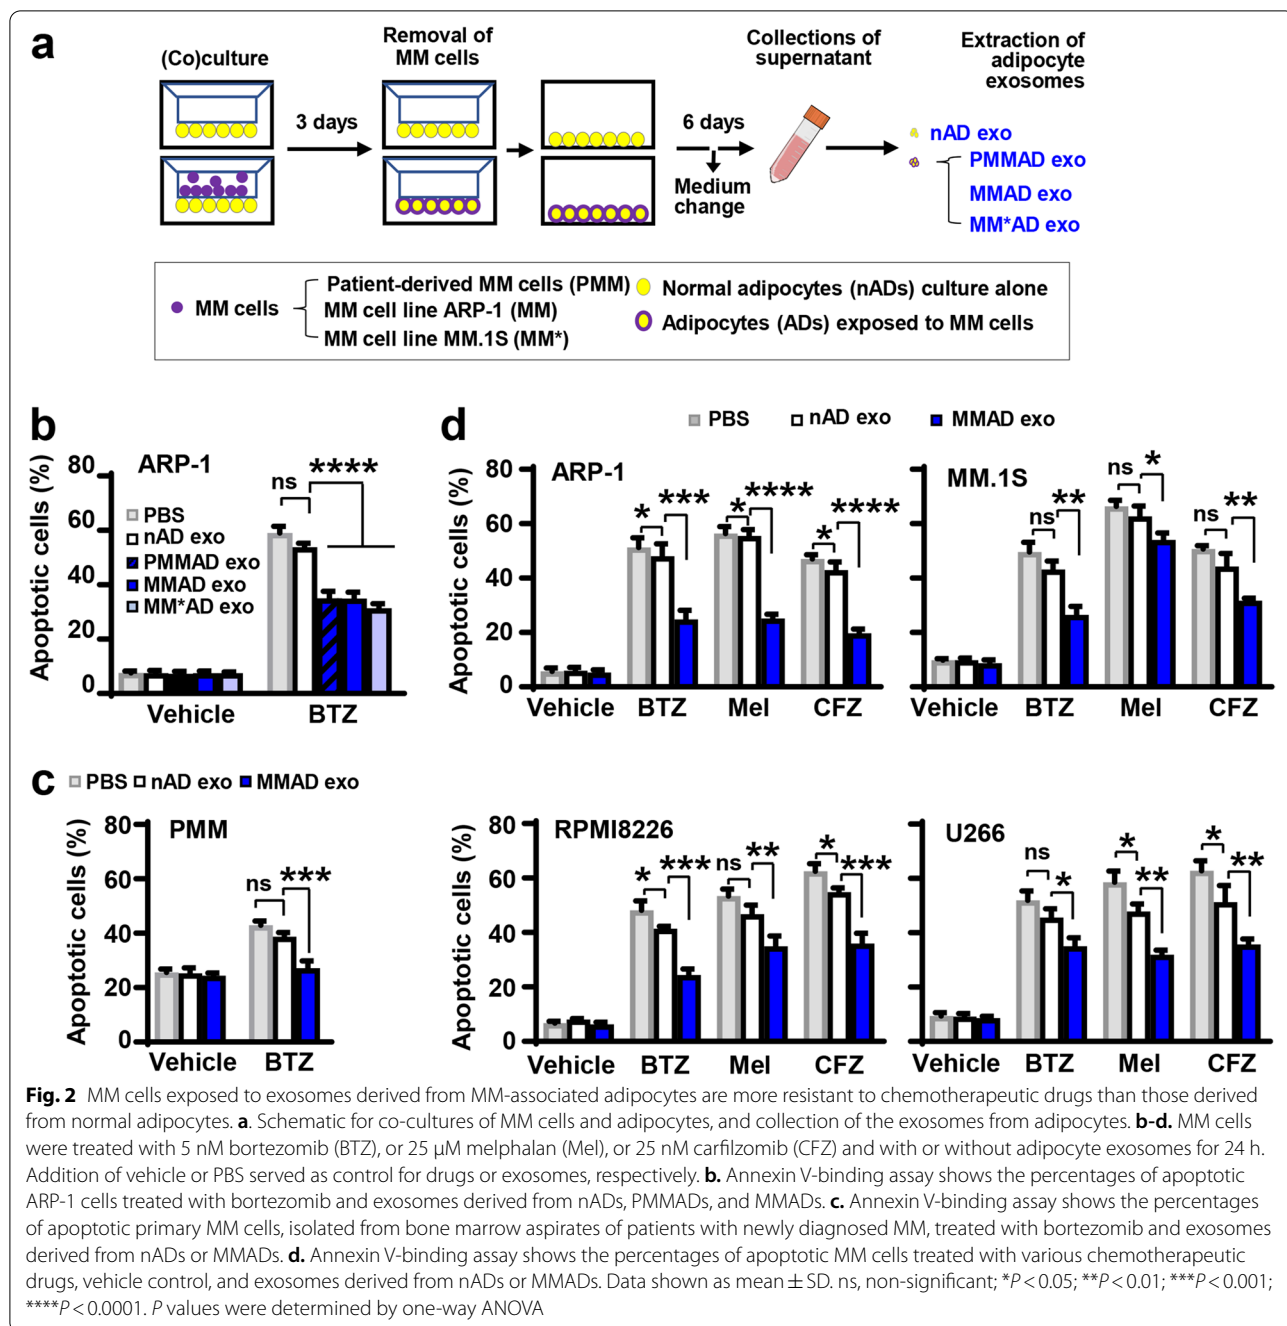 a
(Co)culture
Removal of
MM cells
Collections of
supernatant
Extraction of
adipocyte
exosomes
3 days
6 days
Medium
change
nAD exo
PMMAD exo
MMAD exo
MM*AD exo
MM cells
Patient-derived MM cells (PMM)
MM cell line ARP-1 (MM)
MM cell line MM.1S (MM*)
Normal adipocytes (nADs) culture alone
Adipocytes (ADs) exposed to MM cells
b
ARP-1
Apoptotic cells (%)
80
60
40
20
0
PBS
nAD exo
PMMAD exo
MMAD exo
MM*AD exo
ns
****
Vehicle
BTZ
d
PBS
nAD exo
MMAD exo
ARP-1
Apoptotic cells (%)
80
60
40
20
0
*
***
*
****
*
****
Vehicle
BTZ
Mel
CFZ
MM.1S
ns
**
ns
*
ns
**
Vehicle
BTZ
Mel
CFZ
c
PBS
nAD exo
MMAD exo
PMM
Apoptotic cells (%)
80
60
40
20
0
ns
***
Vehicle
BTZ
RPMI8226
Apoptotic cells (%)
80
60
40
20
0
*
***
ns
**
*
***
Vehicle
BTZ
Mel
CFZ
U266
ns
*
*
**
*
**
Vehicle
BTZ
Mel
CFZ
Fig. 2 MM cells exposed to exosomes derived from MM-associated adipocytes are more resistant to chemotherapeutic drugs than those derived
from normal adipocytes. a. Schematic for co-cultures of MM cells and adipocytes, and collection of the exosomes from adipocytes. b-d. MM cells
were treated with 5 nM bortezomib (BTZ), or 25 µM melphalan (Mel), or 25 nM carfilzomib (CFZ) and with or without adipocyte exosomes for 24 h.
Addition of vehicle or PBS served as control for drugs or exosomes, respectively. b. Annexin V-binding assay shows the percentages of apoptotic
ARP-1 cells treated with bortezomib and exosomes derived from nADs, PMMADs, and MMADs. c. Annexin V-binding assay shows the percentages
of apoptotic primary MM cells, isolated from bone marrow aspirates of patients with newly diagnosed MM, treated with bortezomib and exosomes
derived from nADs or MMADs. d. Annexin V-binding assay shows the percentages of apoptotic MM cells treated with various chemotherapeutic
drugs, vehicle control, and exosomes derived from nADs or MMADs. Data shown as mean ± SD. ns, non-significant; *P < 0.05; **P < 0.01; ***P < 0.001;
****P < 0.0001. P values were determined by one-way ANOVA